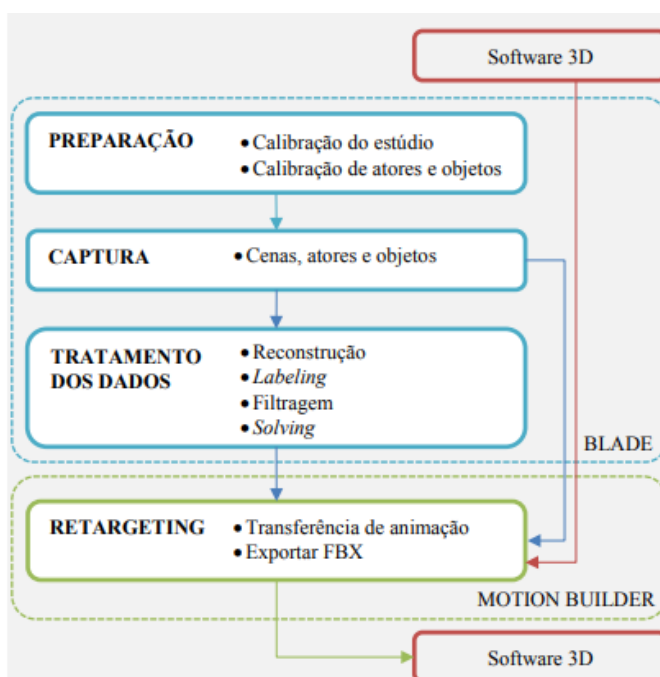 Software 3D
PREPARAÇÃO
• Calibração do estúdio
• Calibração de atores e objetos
CAPTURA
• Cenas, atores e objetos
TRATAMENTO
DOS DADOS
• Reconstrução
• Labeling
• Filtragem
• Solving
BLADE
RETARGETING
• Transferência de animação
• Exportar FBX
MOTION BUILDER
Software 3D